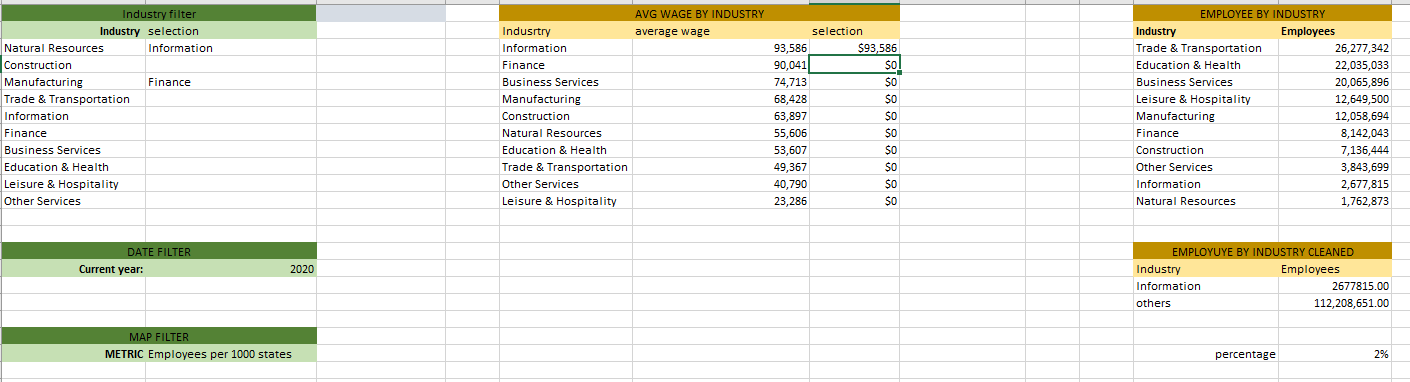 Industry filter AVG WAGE BY INDUSTRY EMPLOYEE BY INDUSTRY
Industry selection Indusrtry average wage selection Industry Employees
Natural Resources Information Information 93,586 $93,586 Trade & Transportation 26,277,342
Construction Finance 90,041 $0 Education & Health 22,035,033
Manufacturing Finance Business Services 74,713 $0 Business Services 20,065,896
Trade & Transportation Manufacturing 68,428 $0 Leisure & Hospitality 12,649,500
Information Construction 63,897 $0 Manufacturing 12,058,694
Finance Natural Resources 55,606 $0 Finance 8,142,043
Business Services Education & Health 53,607 $0 Construction 7,136,444
Education & Health Trade & Transportation 49,367 $0 Other Services 3,843,699
Leisure & Hospitality Other Services 40,790 $0 Information 2,677,815
Other Services Leisure & Hospitality 23,286 $0 Natural Resources 1,762,873
DATE FILTER EMPLOYUYE BY INDUSTRY CLEANED
Current year: 2020 Industry Employees
Information 2677815.00
others 112,208,651.00
MAP FILTER
METRIC Employees per 1000 states percentage 2%